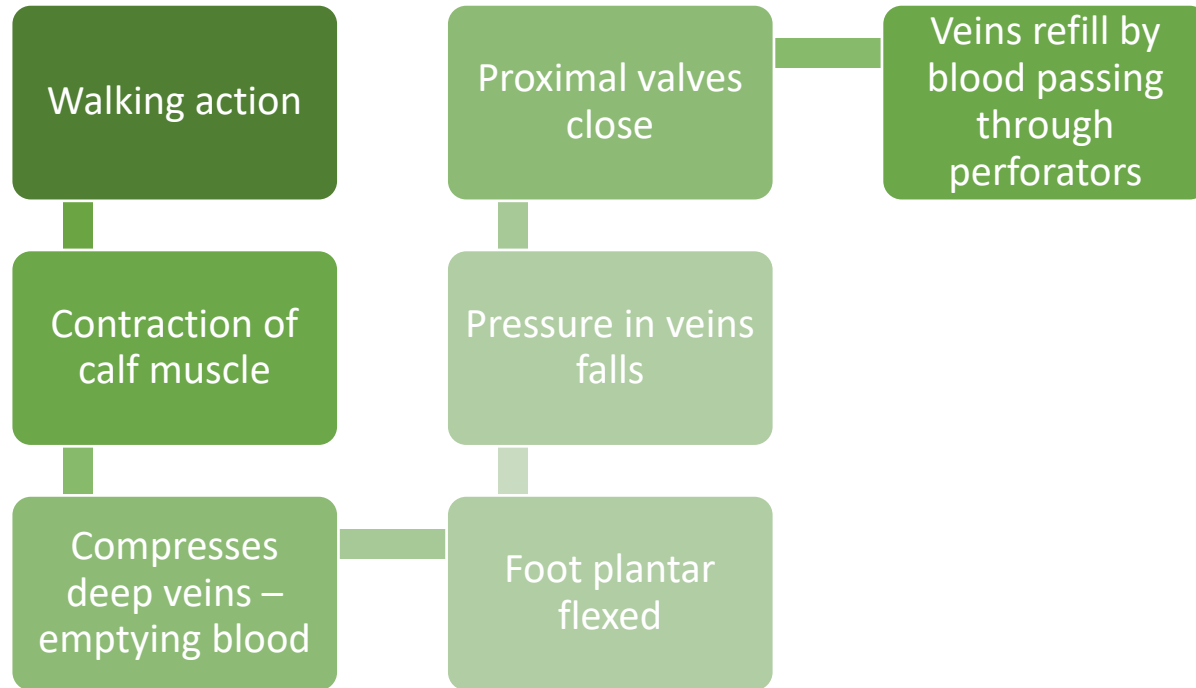 Walking action
Contraction of
calf muscle
Compresses
deep veins –
emptying blood
Foot plantar
flexed
Pressure in veins
falls
Proximal valves
close
Veins refill by
blood passing
through
perforators